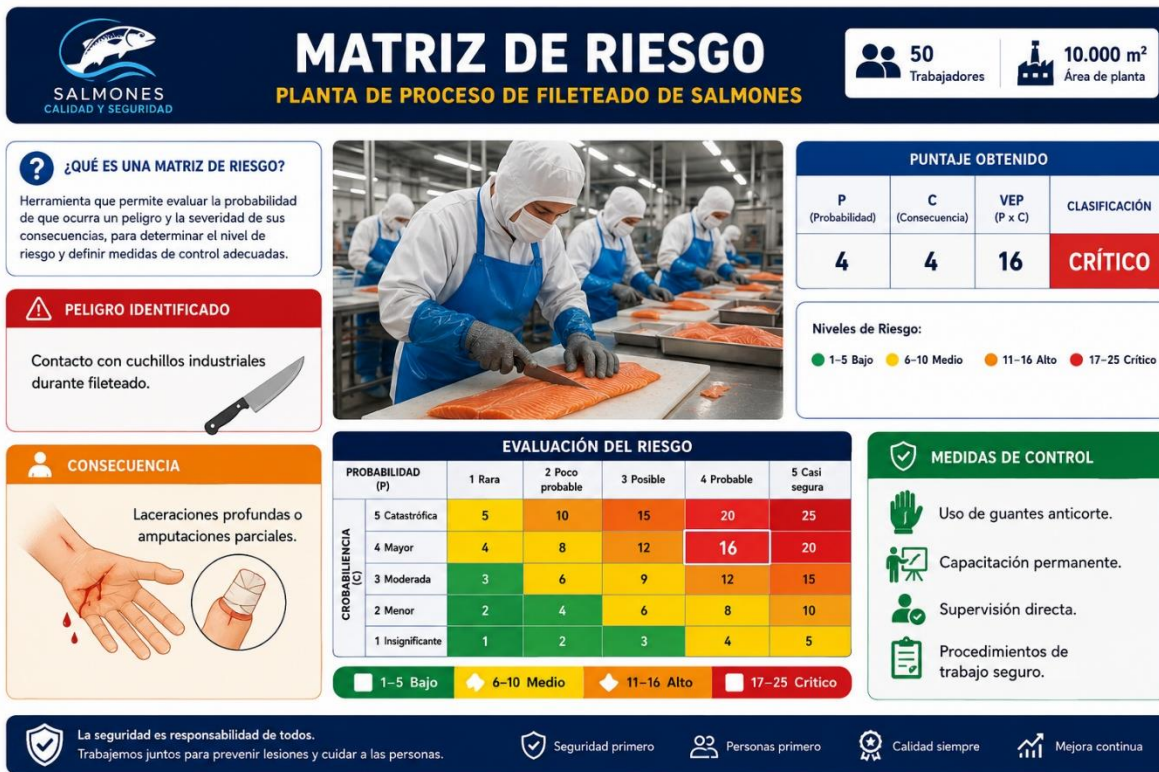 SALMONES
CALIDAD Y SEGURIDAD
MATRIZ DE RIESGO
PLANTA DE PROCESO DE FILETEADO DE SALMONES
50
Trabajadores
10.000 m²
Área de planta
¿QUÉ ES UNA MATRIZ DE RIESGO?
Herramienta que permite evaluar la probabilidad
de que ocurra un peligro y la severidad de sus
consecuencias, para determinar el nivel de
riesgo y definir medidas de control adecuadas.
PELIGRO IDENTIFICADO
Contacto con cuchillos industriales
durante fileteado.
CONSECUENCIA
Laceraciones profundas o
amputaciones parciales.
PUNTAJE OBTENIDO
P (Probabilidad) C (Consecuencia) VEP (P x C) CLASIFICACIÓN
4 4 16 CRÍTICO
Niveles de Riesgo:
1–5 Bajo 6–10 Medio 11–16 Alto 17–25 Crítico
EVALUACIÓN DEL RIESGO
PROBABILIDAD (P) 1 Rara 2 Poco probable 3 Posible 4 Probable 5 Casi segura
CROBABILIENCIA (C)
5 Catastrófica 5 10 15 20 25
4 Mayor 4 8 12 16 20
3 Moderada 3 6 9 12 15
2 Menor 2 4 6 8 10
1 Insignificante 1 2 3 4 5
1–5 Bajo 6–10 Medio 11–16 Alto 17–25 Critico
MEDIDAS DE CONTROL
Uso de guantes anticorte.
Capacitación permanente.
Supervisión directa.
Procedimientos de
trabajo seguro.
La seguridad es responsabilidad de todos.
Trabajemos juntos para prevenir lesiones y cuidar a las personas.
Seguridad primero
Personas primero
Calidad siempre
Mejora continua